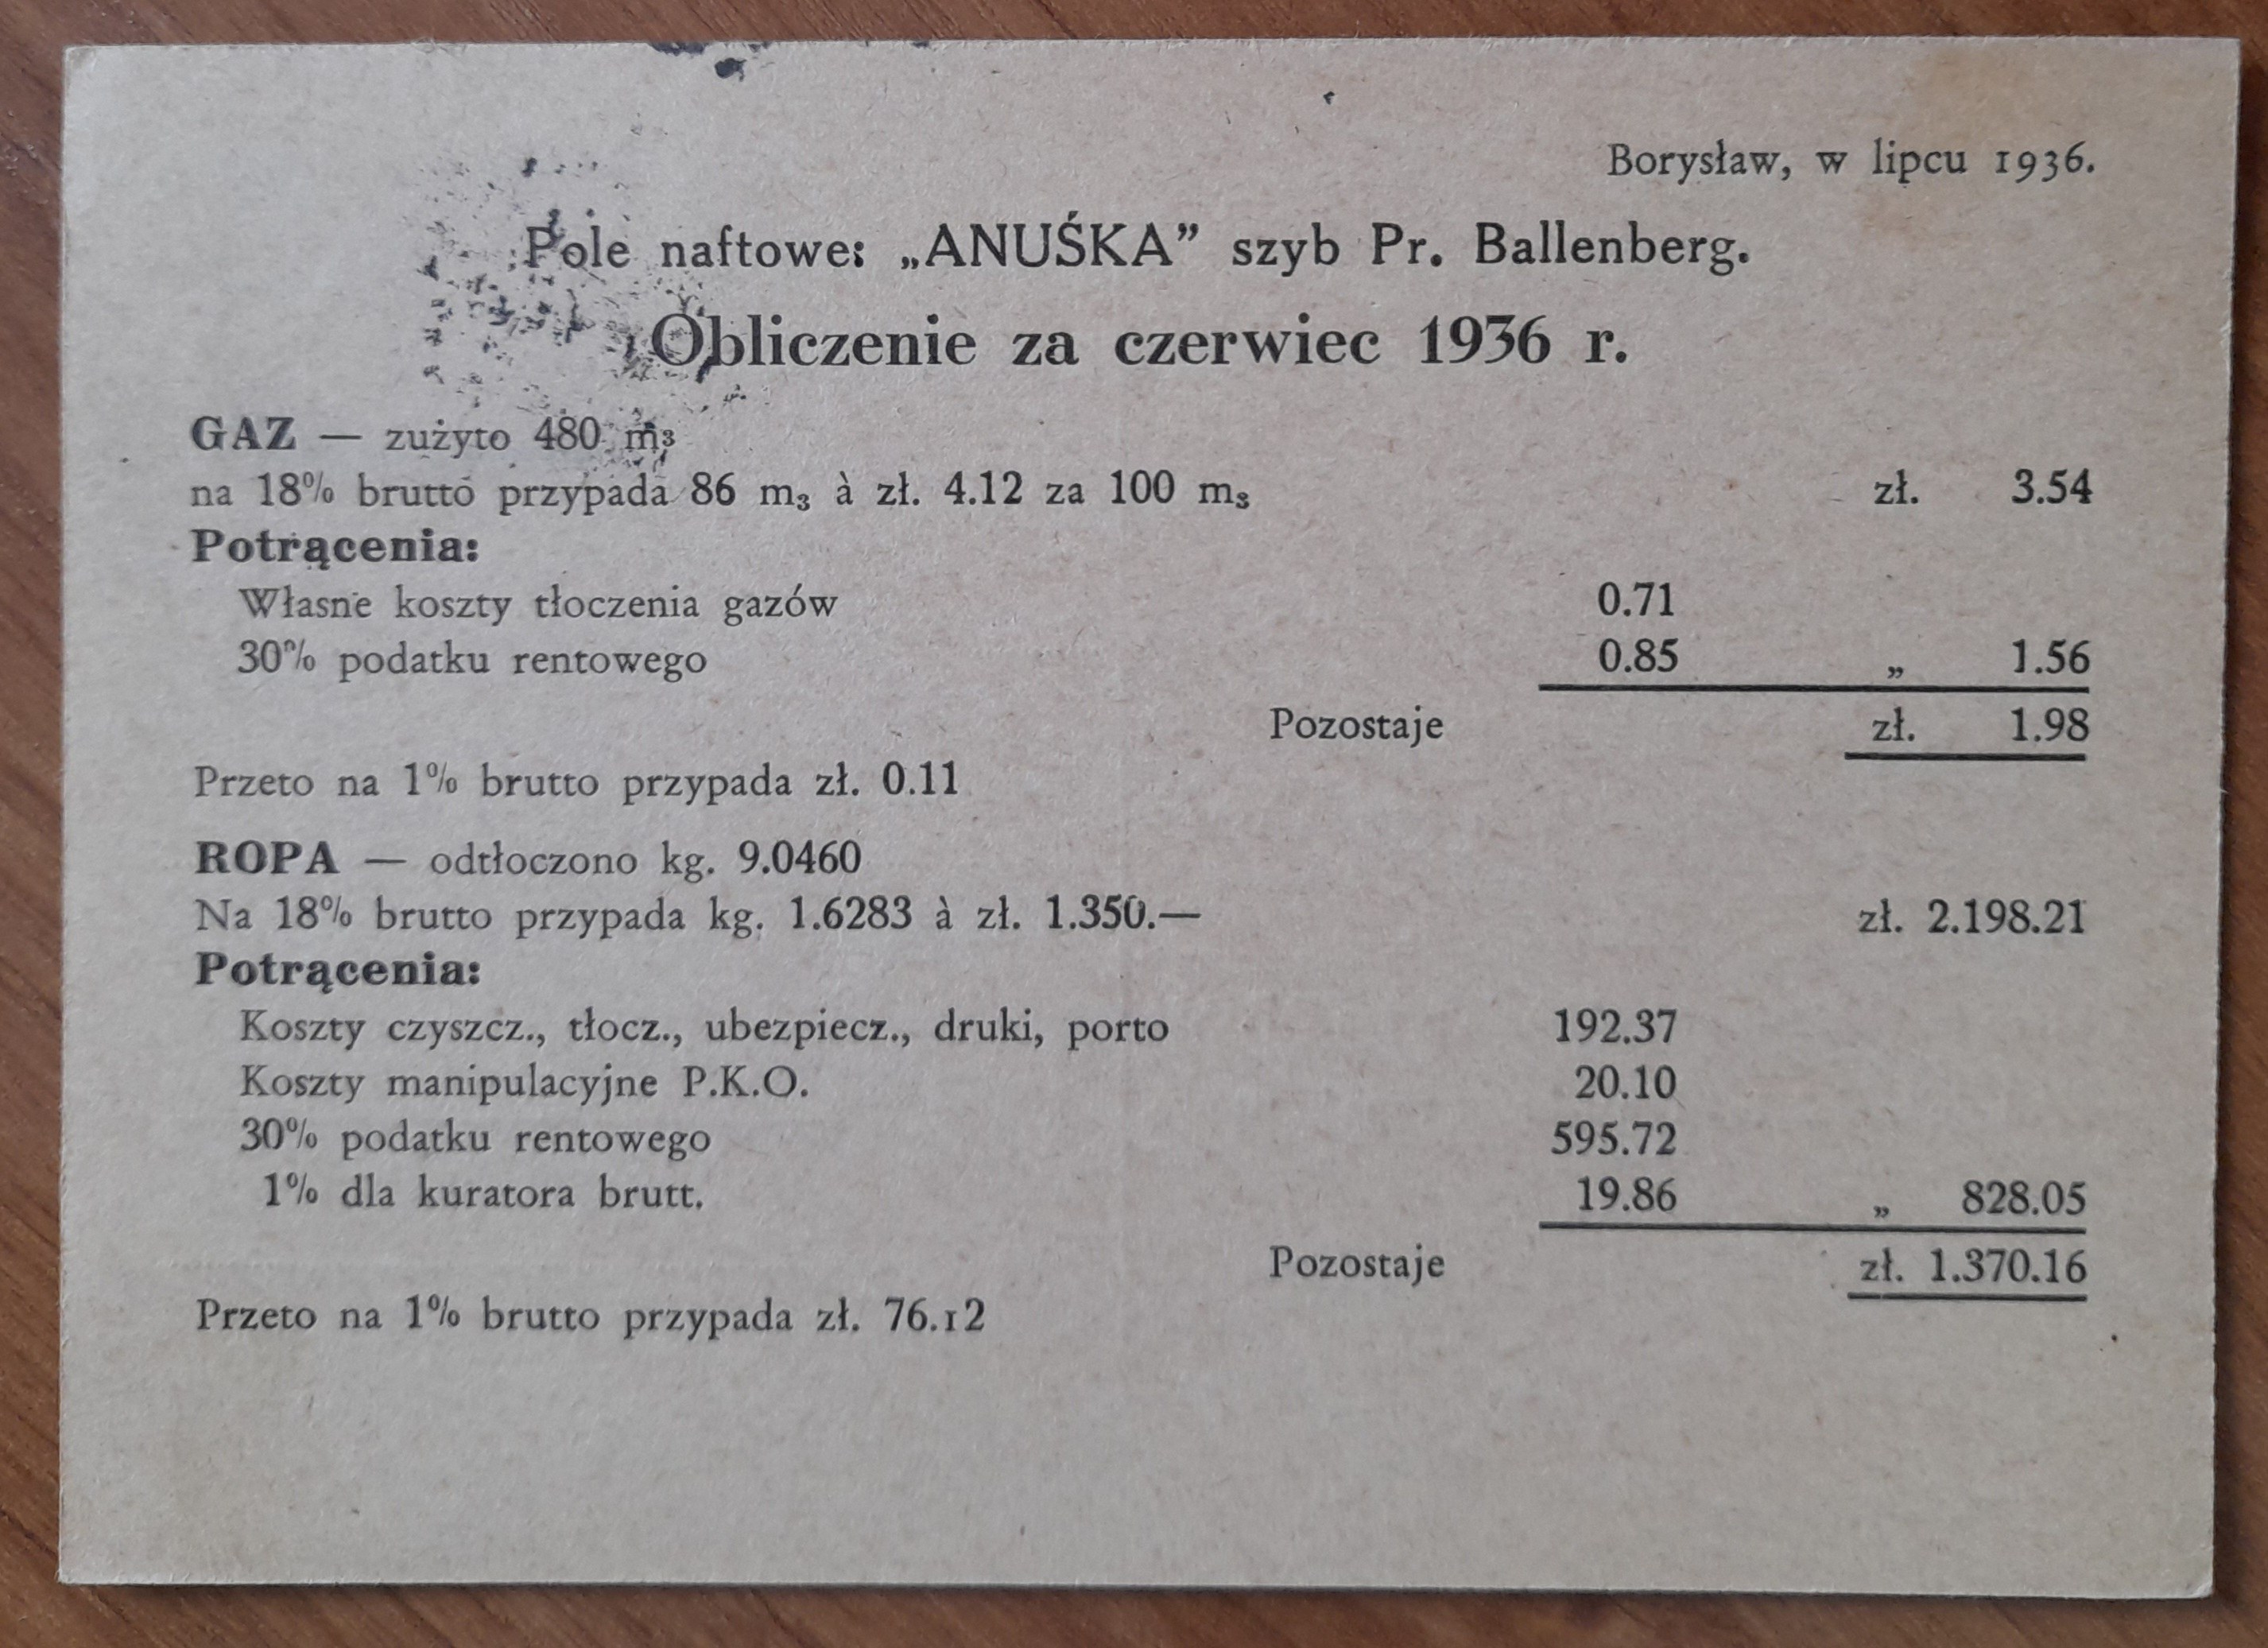 Borysław, w lipcu 1936.
Pole naftowe: „ANUŚKA” szyb Pr. Ballenberg.
Obliczenie za czerwiec 1936 r.
GAZ — zużyto 480 m₃
na 18% brutto przypada 86 m₃ à zł. 4.12 za 100 m₃ zł. 3.54
Potrącenia:
Własne koszty tłoczenia gazów 0.71
30% podatku rentowego 0.85 „ 1.56
Pozostaje zł. 1.98
Przeto na 1% brutto przypada zł. 0.11
ROPA — odtłoczono kg. 9.0460
Na 18% brutto przypada kg. 1.6283 à zł. 1.350.— zł. 2.198.21
Potrącenia:
Koszty czyszcz., tłocz., ubezpiecz., druki, porto 192.37
Koszty manipulacyjne P.K.O. 20.10
30% podatku rentowego 595.72
1% dla kuratora brutt. 19.86 „ 828.05
Pozostaje zł. 1.370.16
Przeto na 1% brutto przypada zł. 76.12